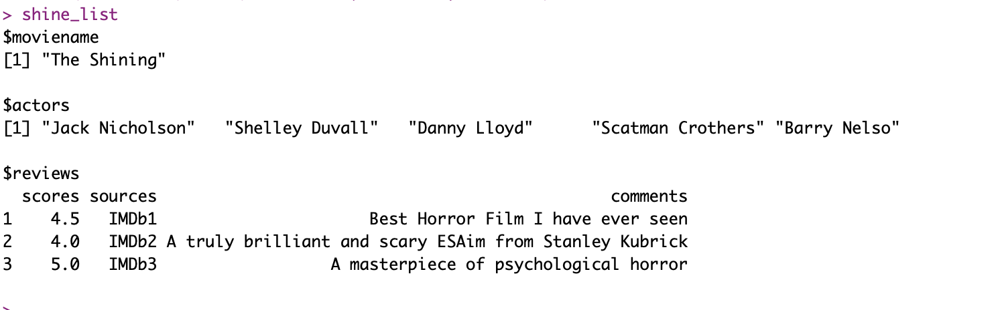 > shine_list
$moviename
[1] "The Shining"
$actors
[1] "Jack Nicholson" "Shelley Duvall" "Danny Lloyd" "Scatman Crothers" "Barry Nelso"
$reviews
scores sources comments
1 4.5 IMDb1 Best Horror Film I have ever seen
2 4.0 IMDb2 A truly brilliant and scary ESAim from Stanley Kubrick
3 5.0 IMDb3 A masterpiece of psychological horror
>